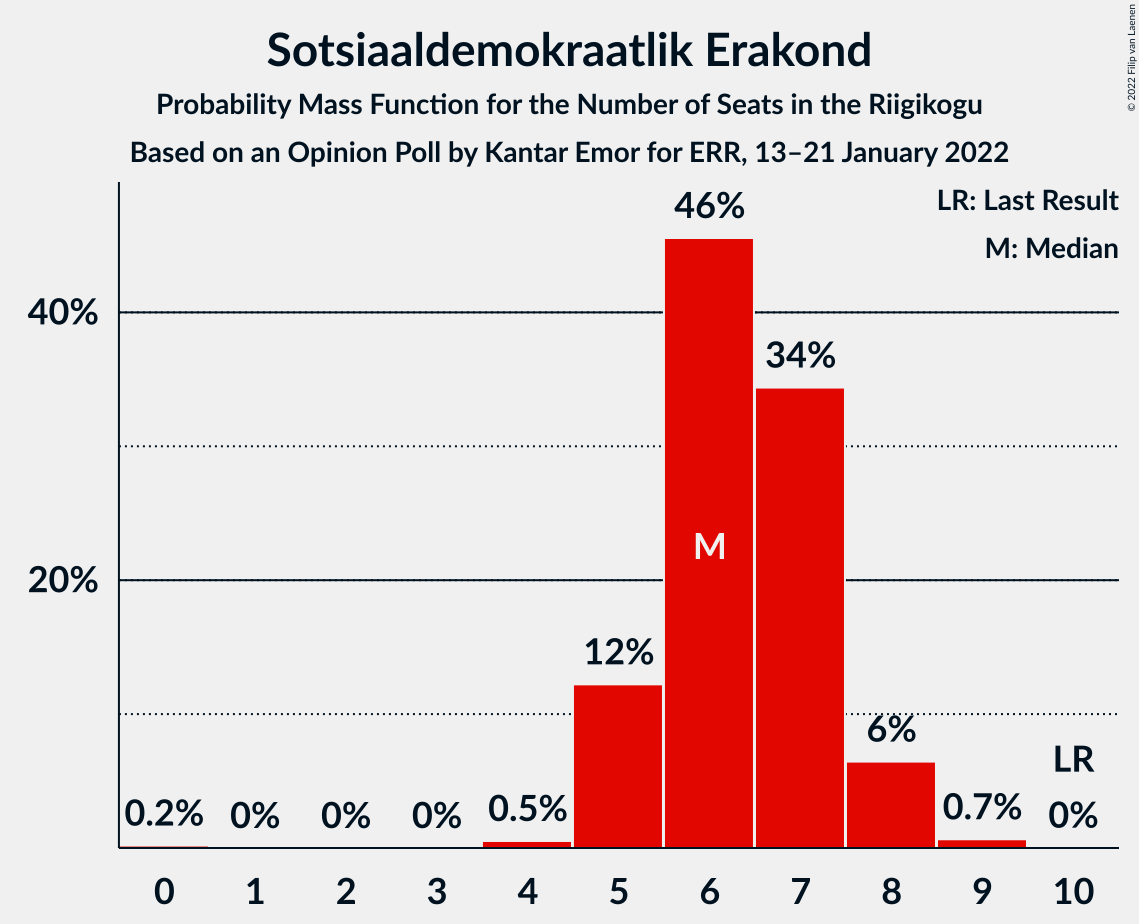 Sotsiaaldemokraatlik Erakond
Probability Mass Function for the Number of Seats in the Riigikogu
Based on an Opinion Poll by Kantar Emor for ERR, 13–21 January 2022
© 2022 Filip van Laenen
LR: Last Result
M: Median
40%
20%
0.2%
0%
0%
0%
0.5%
12%
46%
M
34%
6%
0.7%
LR
0%
0 1 2 3 4 5 6 7 8 9 10